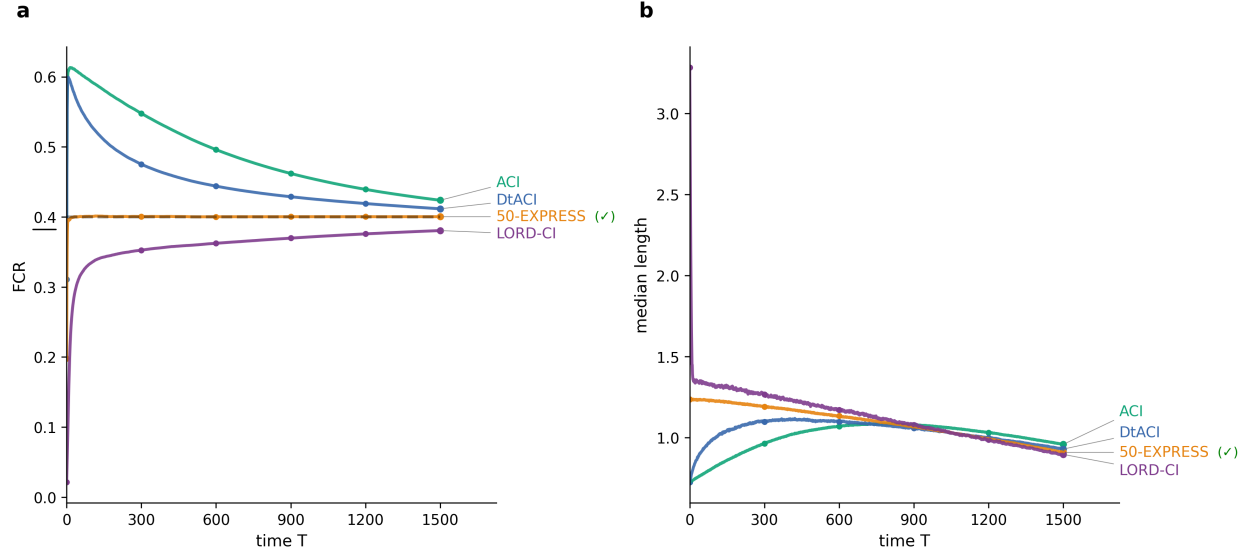 a
FCR
0.6
0.5
0.4
0.3
0.2
0.1
0.0
0
300
600
900
1200
1500
time T
ACI
DtACI
50-EXPRESS (✓)
LORD-CI
b
median length
3.0
2.5
2.0
1.5
1.0
0
300
600
900
1200
1500
time T
ACI
DtACI
50-EXPRESS (✓)
LORD-CI